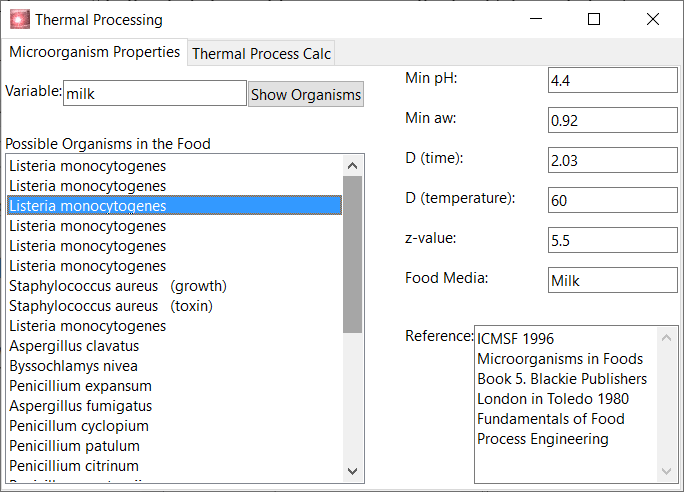 Thermal Processing
Microorganism Properties
Thermal Process Calc
Variable: milk Show Organisms
Possible Organisms in the Food
Listeria monocytogenes
Listeria monocytogenes
Listeria monocytogenes
Listeria monocytogenes
Listeria monocytogenes
Listeria monocytogenes
Staphylococcus aureus (growth)
Staphylococcus aureus (toxin)
Listeria monocytogenes
Aspergillus clavatus
Byssochlamys nivea
Penicillium expansum
Aspergillus fumigatus
Penicillum cyclopium
Penicillium patulum
Penicillium citrinum
Min pH: 4.4
Min aw: 0.92
D (time): 2.03
D (temperature): 60
z-value: 5.5
Food Media: Milk
Reference: ICMSF 1996
Microorganisms in Foods
Book 5. Blackie Publishers
London in Toledo 1980
Fundamentals of Food
Process Engineering